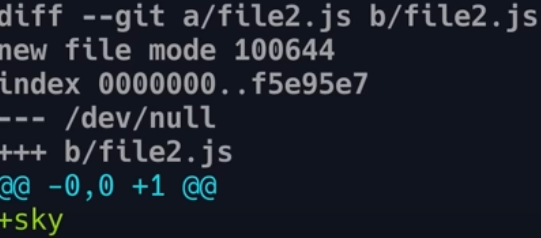 diff --git a/file2.js b/file2.js
new file mode 100644
index 0000000..f5e95e7
--- /dev/null
+++ b/file2.js
@@ -0,0 +1 @@
+sky